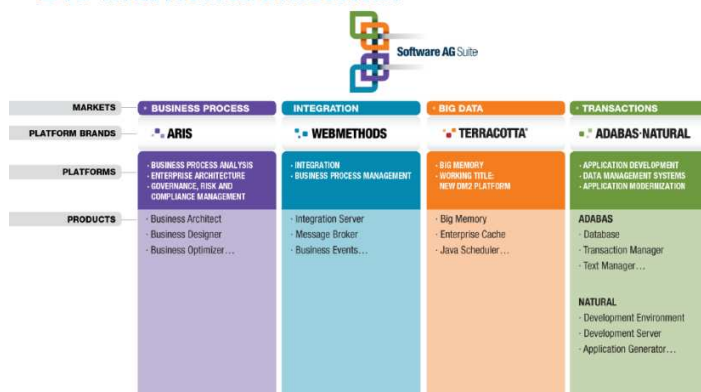 Software AG Suite
MARKETS
· BUSINESS PROCESS
INTEGRATION
· BIG DATA
· TRANSACTIONS
PLATFORM BRANDS
ARIS
WEBMETHODS
TERRACOTTA
ADABAS·NATURAL
PLATFORMS
· BUSINESS PROCESS ANALYSIS
· ENTERPRISE ARCHITECTURE
· GOVERNANCE, RISK AND
COMPLIANCE MANAGEMENT
· INTEGRATION
· BUSINESS PROCESS MANAGEMENT
· BIG MEMORY
· WORKING TITLE:
NEW DM2 PLATFORM
· APPLICATION DEVELOPMENT
· DATA MANAGEMENT SYSTEMS
· APPLICATION MODERNIZATION
PRODUCTS
· Business Architect
· Business Designer
· Business Optimizer…
· Integration Server
· Message Broker
· Business Events…
· Big Memory
· Enterprise Cache
· Java Scheduler…
ADABAS
· Database
· Transaction Manager
· Text Manager…
NATURAL
· Development Environment
· Development Server
· Application Generator…